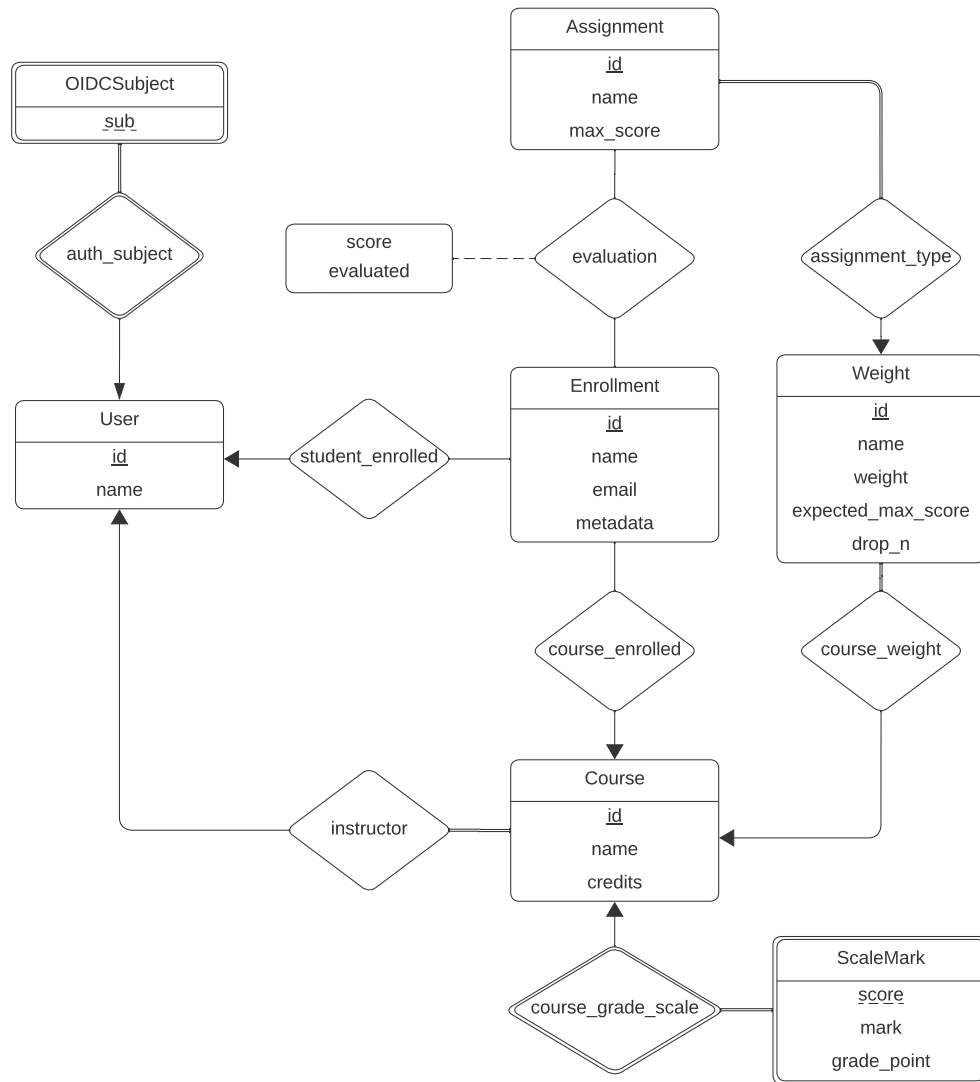 Assignment
id
name
max_score
OIDCSubject
sub
auth_subject
score
evaluated
evaluation
assignment_type
User
id
name
student_enrolled
Enrollment
id
name
email
metadata
Weight
id
name
weight
expected_max_score
drop_n
course_enrolled
course_weight
instructor
Course
id
name
credits
course_grade_scale
ScaleMark
score
mark
grade_point